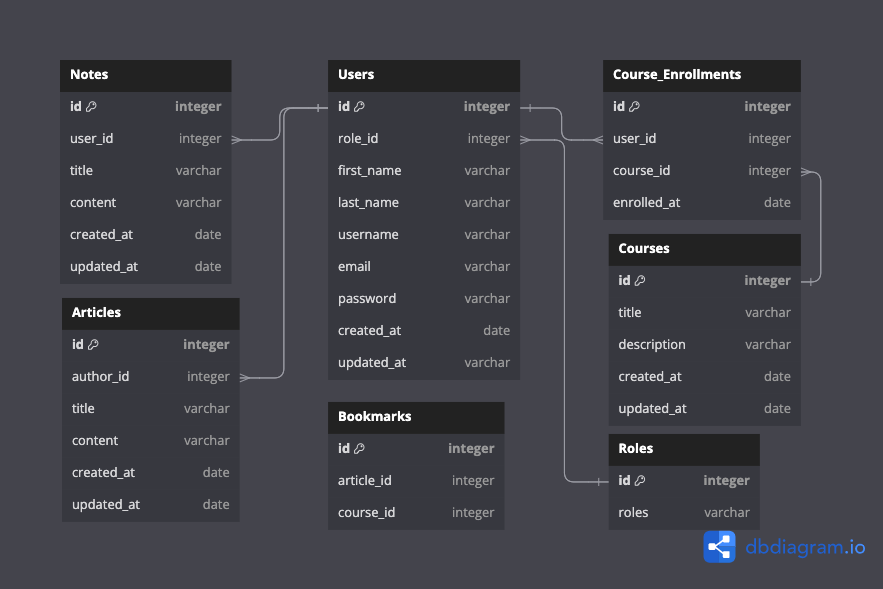 Notes
id integer
user_id integer
title varchar
content varchar
created_at date
updated_at date
Articles
id integer
author_id integer
title varchar
content varchar
created_at date
updated_at date
Users
id integer
role_id integer
first_name varchar
last_name varchar
username varchar
email varchar
password varchar
created_at date
updated_at varchar
Bookmarks
id integer
article_id integer
course_id integer
Course_Enrollments
id integer
user_id integer
course_id integer
enrolled_at date
Courses
id integer
title varchar
description varchar
created_at date
updated_at date
Roles
id integer
roles varchar
dbdiagram.io